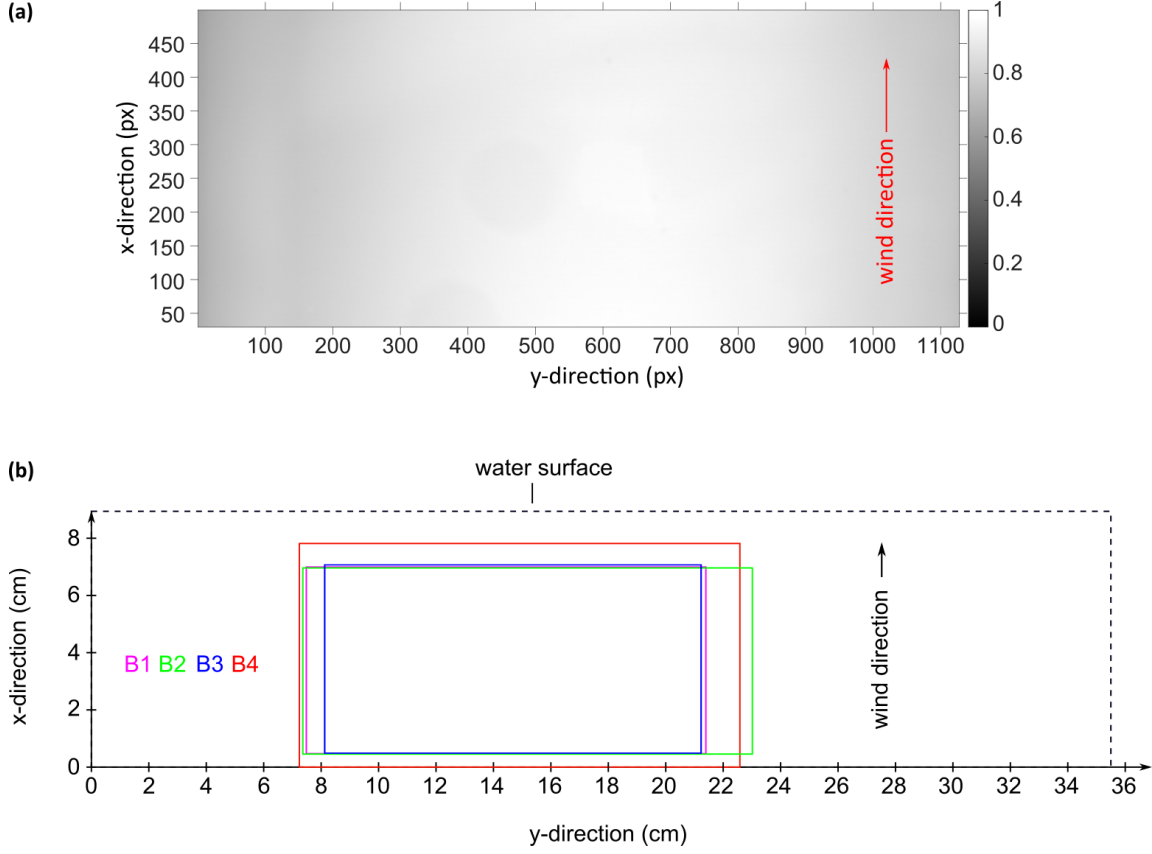 (a)
450
400
350
300
250
200
150
100
50
x-direction (px)
100 200 300 400 500 600 700 800 900 1000 1100
y-direction (px)
wind direction
1
0.8
0.6
0.4
0.2
0
(b)
water surface
8
6
4
2
0
x-direction (cm)
B1 B2 B3 B4
wind direction
0 2 4 6 8 10 12 14 16 18 20 22 24 26 28 30 32 34 36
y-direction (cm)